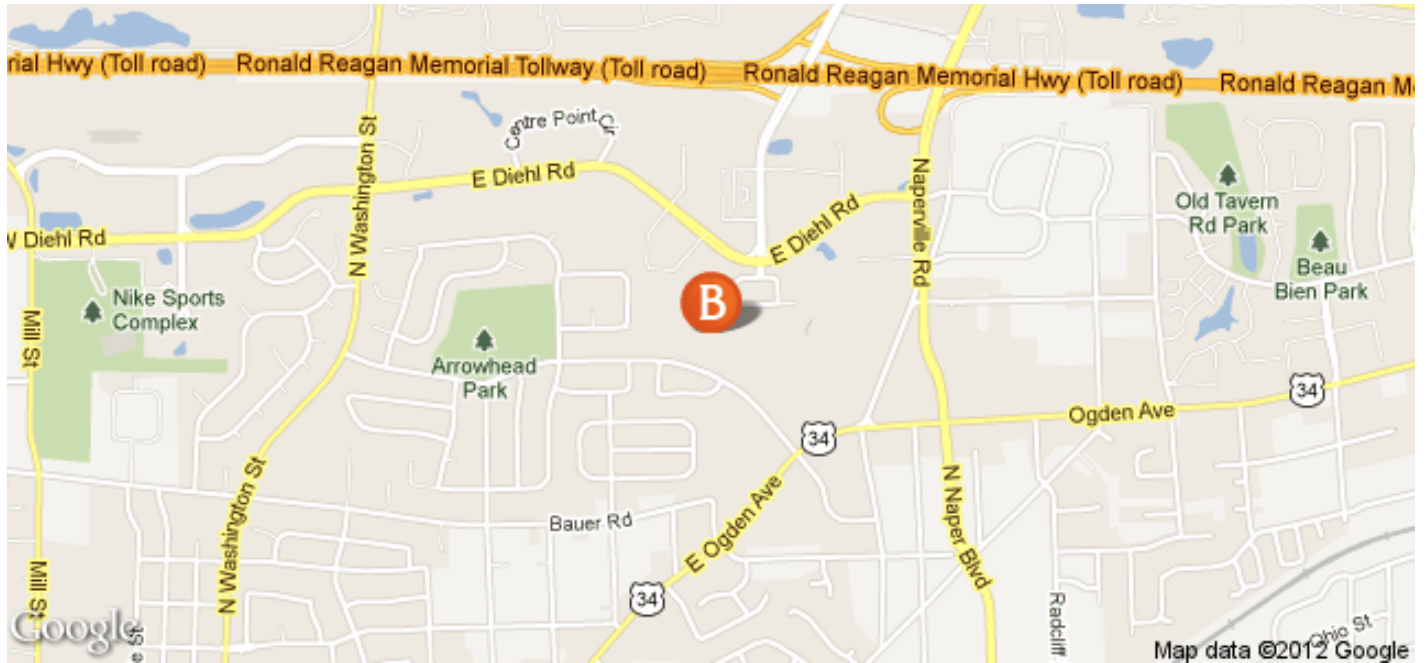 rial Hwy (Toll road)
Ronald Reagan Memorial Tollway (Toll road)
Ronald Reagan Memorial Hwy (Toll road)
Ronald Reagan M
Centre Point Cir
N Washington St
E Diehl Rd
Naperville Rd
Old Tavern
Rd Park
E Diehl Rd
W Diehl Rd
Beau
Bien Park
B
Nike Sports
Complex
Mill St
Arrowhead
Park
34
Ogden Ave
34
N Washington St
Bauer Rd
E Ogden Ave
N Naper Blvd
Mill St
34
Radcliff
Ohio St
Google
e St
Map data ©2012 Google